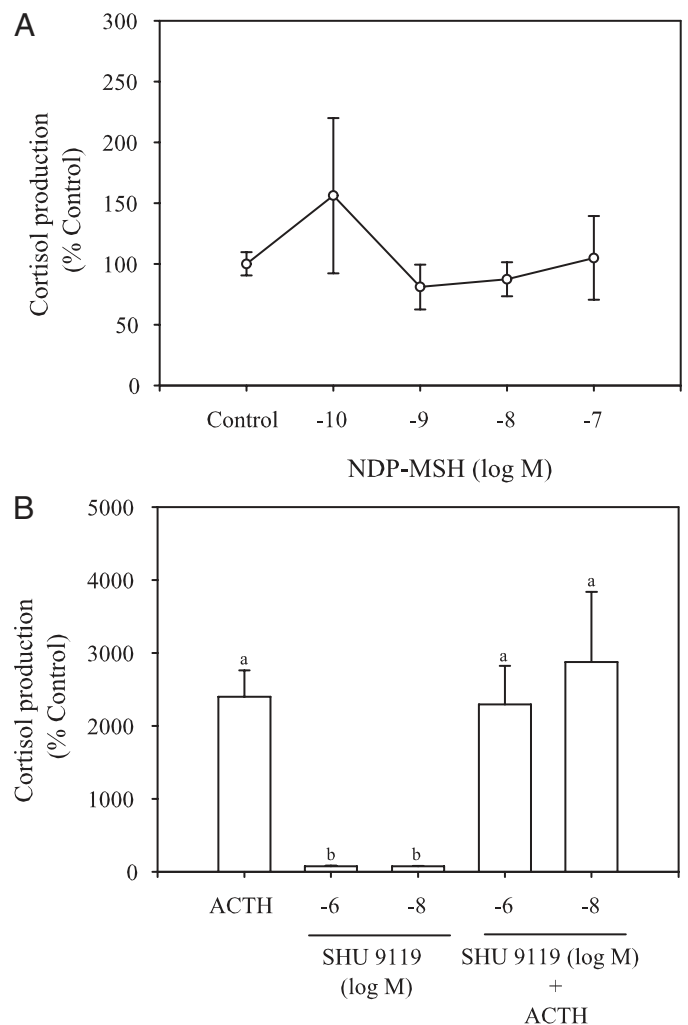 A
300
250
200
150
100
50
0
Cortisol production
(% Control)
Control -10 -9 -8 -7
NDP-MSH (log M)
B
5000
4000
3000
2000
1000
0
Cortisol production
(% Control)
a b b a a
ACTH -6 -8 -6 -8
SHU 9119
(log M)
SHU 9119 (log M)
+
ACTH